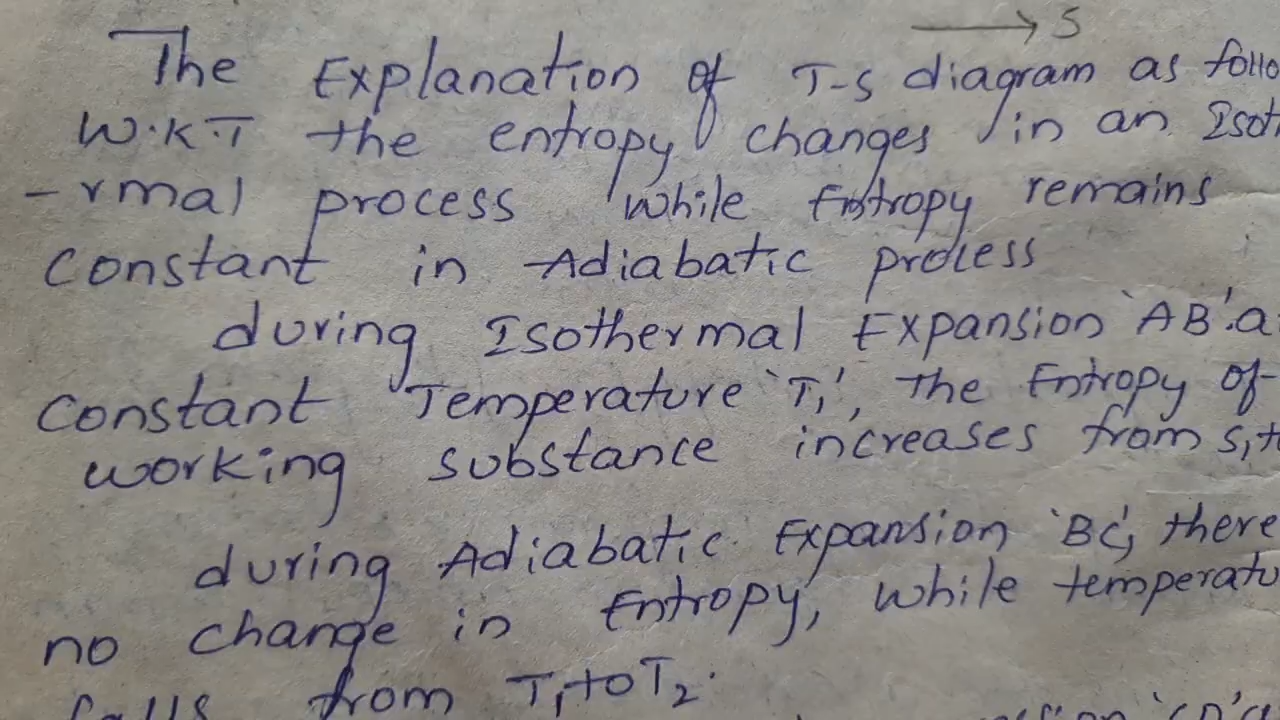 → S
The Explanation of T-S diagram as follo
W.K.T the entropy changes in an Isot
-rmal process while Entropy remains
constant in Adiabatic process
during Isothermal Expansion 'AB'. a
constant Temperature 'T₁', the Entropy of
working substance increases from S₁ t
during Adiabatic Expansion 'BC', there
no change in Entropy, while temperatu
falls from T₁ to T₂.
'CD'